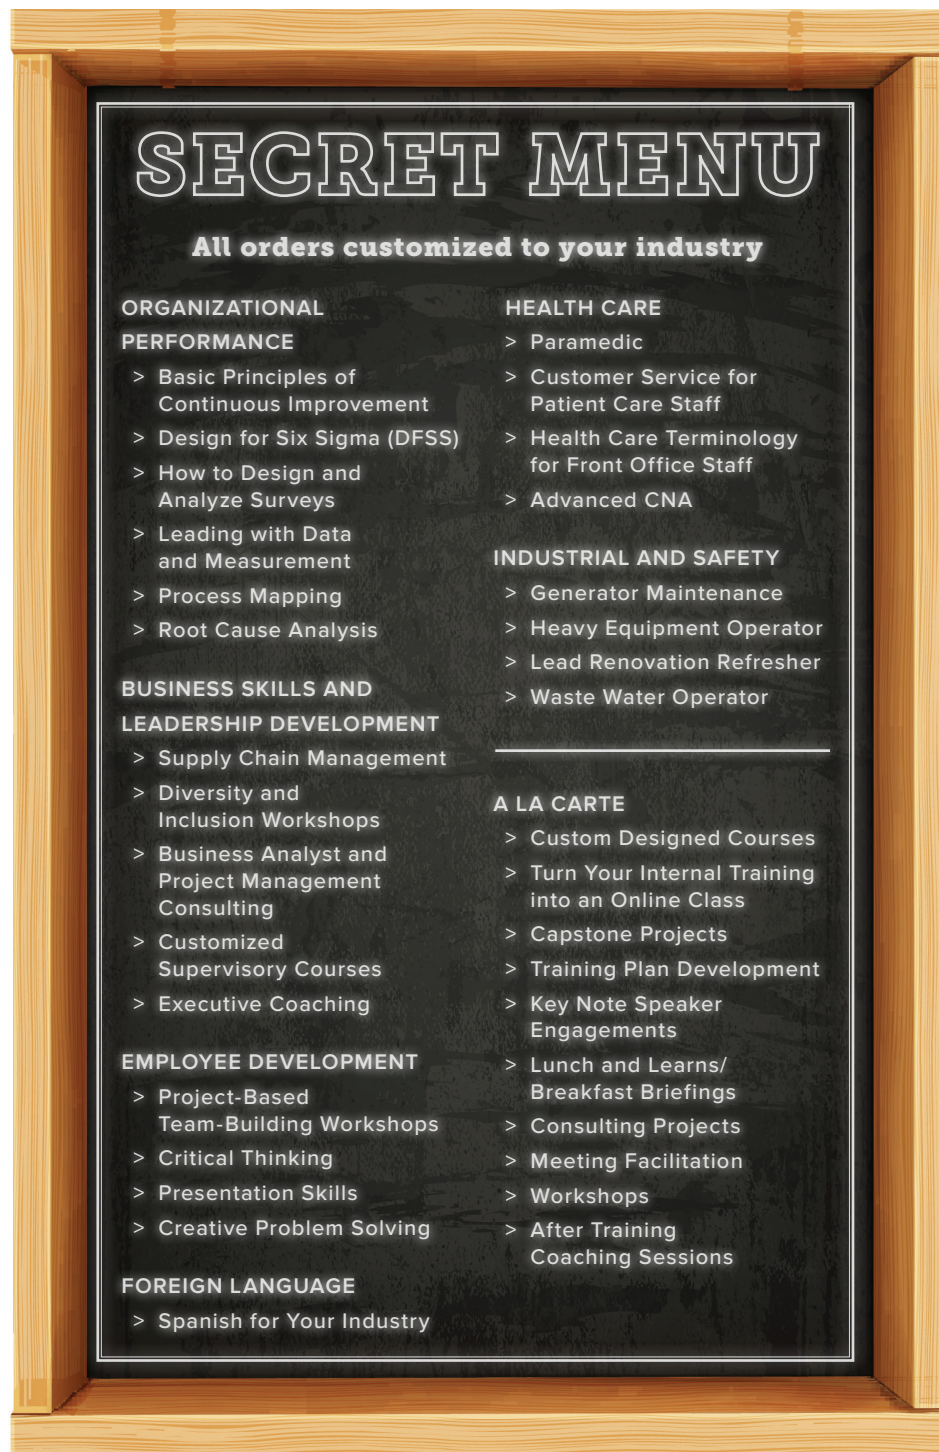 SECRET MENU
All orders customized to your industry
ORGANIZATIONAL
PERFORMANCE
> Basic Principles of
Continuous Improvement
> Design for Six Sigma (DFSS)
> How to Design and
Analyze Surveys
> Leading with Data
and Measurement
> Process Mapping
> Root Cause Analysis
BUSINESS SKILLS AND
LEADERSHIP DEVELOPMENT
> Supply Chain Management
> Diversity and
Inclusion Workshops
> Business Analyst and
Project Management
Consulting
> Customized
Supervisory Courses
> Executive Coaching
EMPLOYEE DEVELOPMENT
> Project-Based
Team-Building Workshops
> Critical Thinking
> Presentation Skills
> Creative Problem Solving
FOREIGN LANGUAGE
> Spanish for Your Industry
HEALTH CARE
> Paramedic
> Customer Service for
Patient Care Staff
> Health Care Terminology
for Front Office Staff
> Advanced CNA
INDUSTRIAL AND SAFETY
> Generator Maintenance
> Heavy Equipment Operator
> Lead Renovation Refresher
> Waste Water Operator
A LA CARTE
> Custom Designed Courses
> Turn Your Internal Training
into an Online Class
> Capstone Projects
> Training Plan Development
> Key Note Speaker
Engagements
> Lunch and Learns/
Breakfast Briefings
> Consulting Projects
> Meeting Facilitation
> Workshops
> After Training
Coaching Sessions